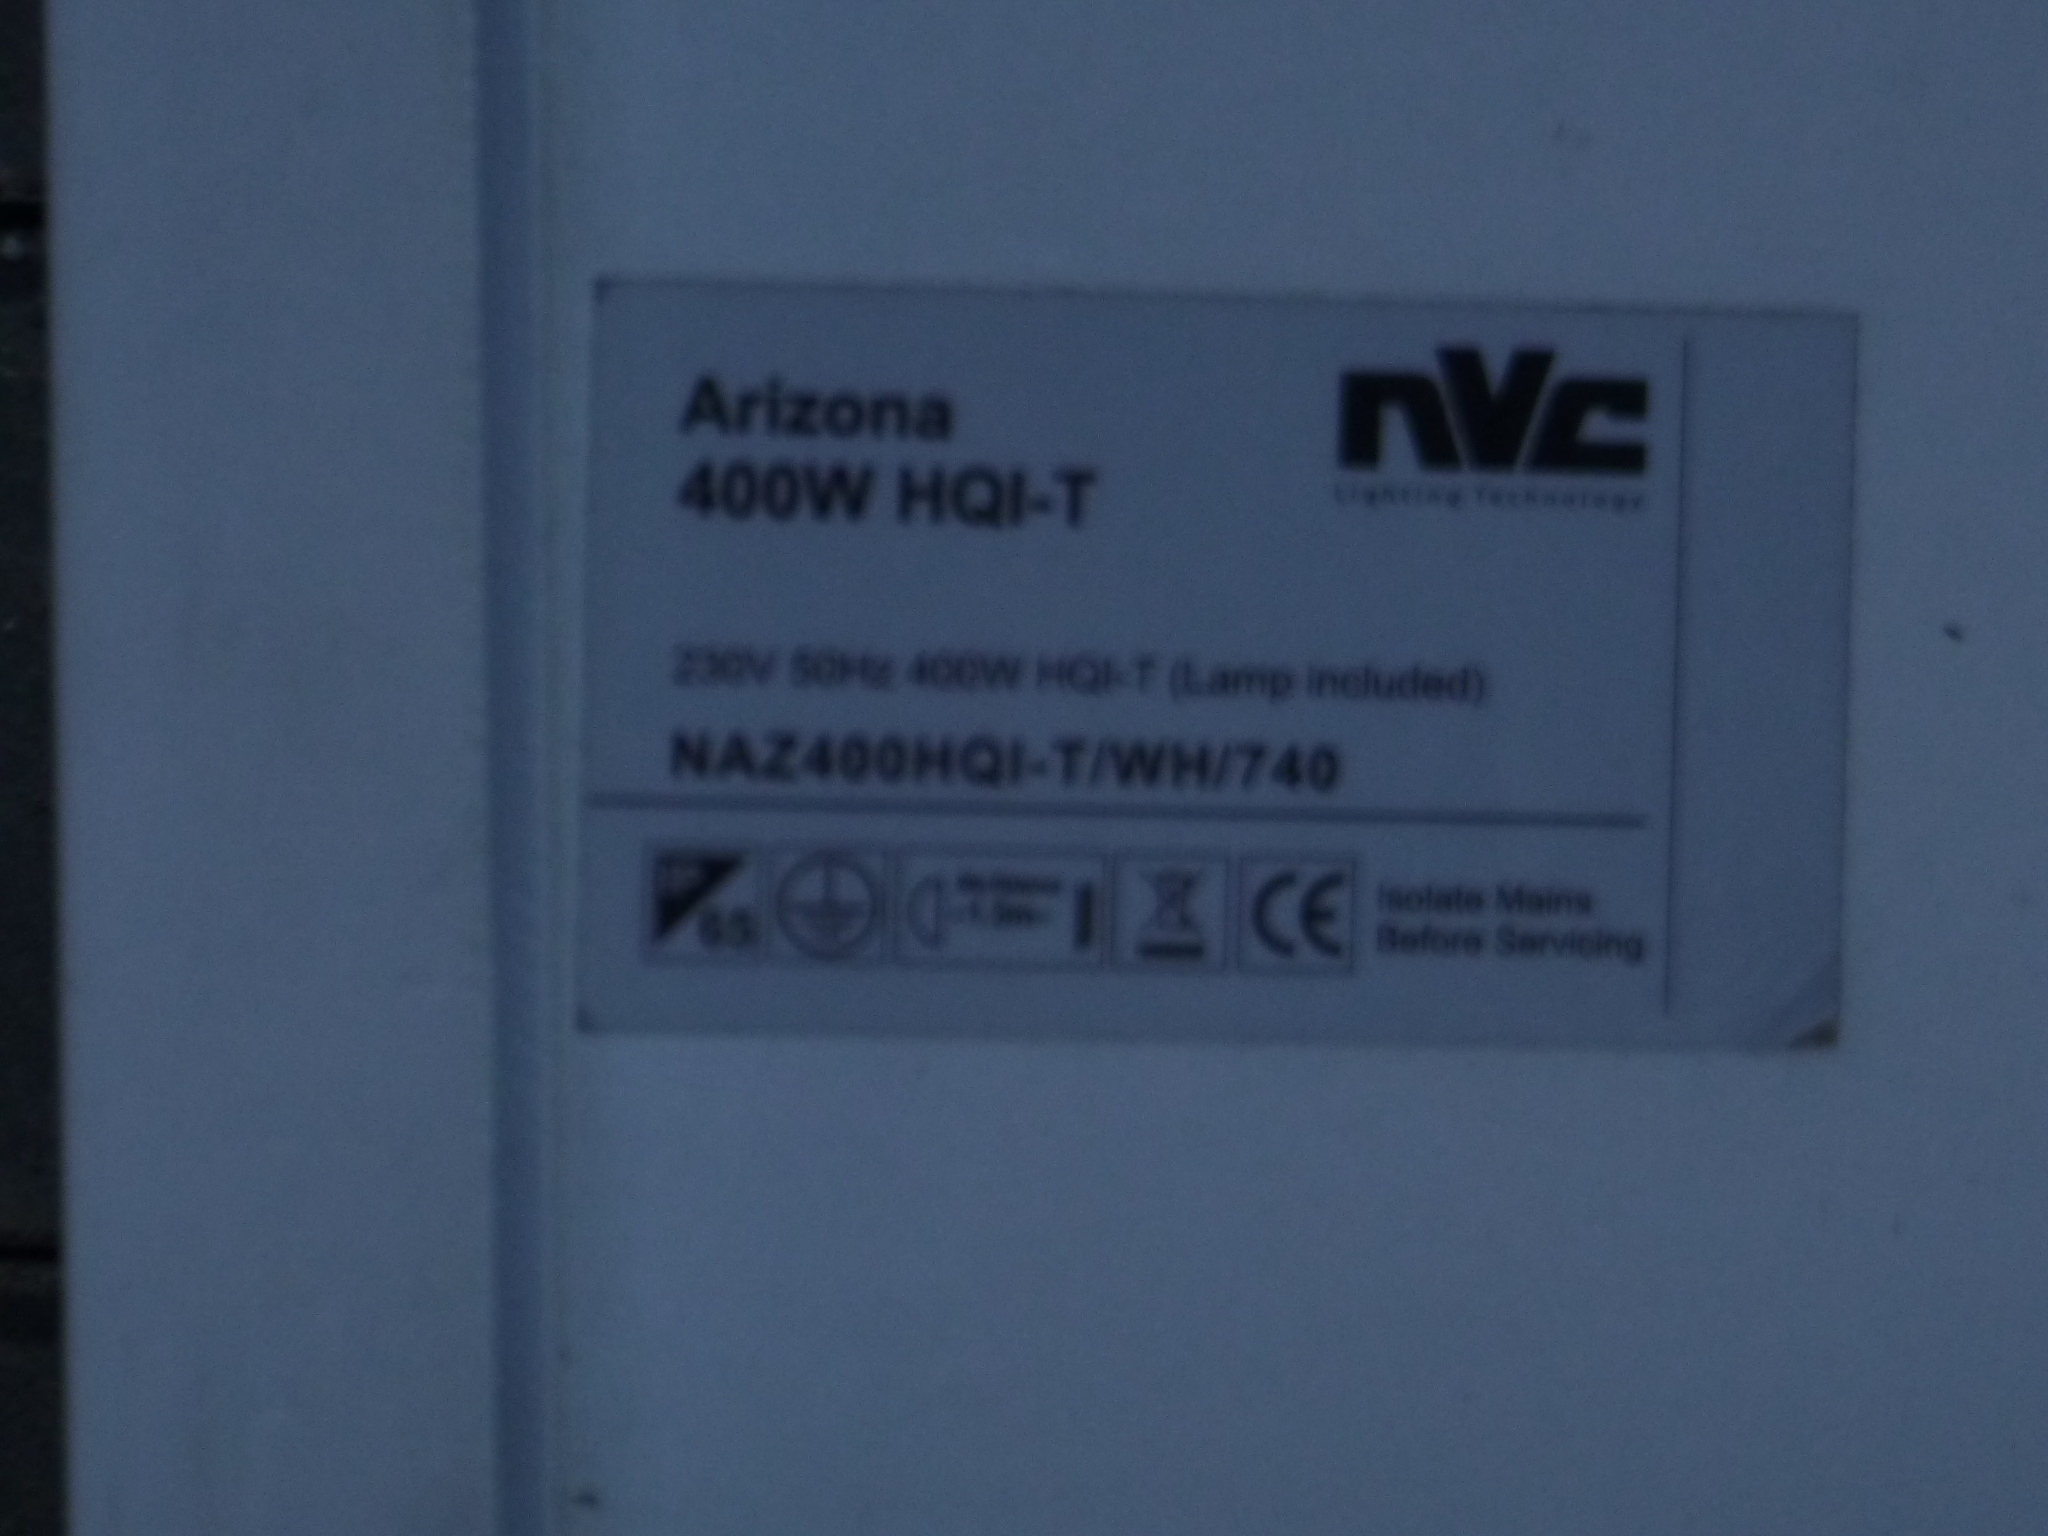 Arizona
400W HQI-T
nVC
Lighting Technology
230V 50Hz 400W HQI-T (Lamp included)
NAZ400HQI-T/WH/740
65
CE
Isolate Mains
Before Servicing